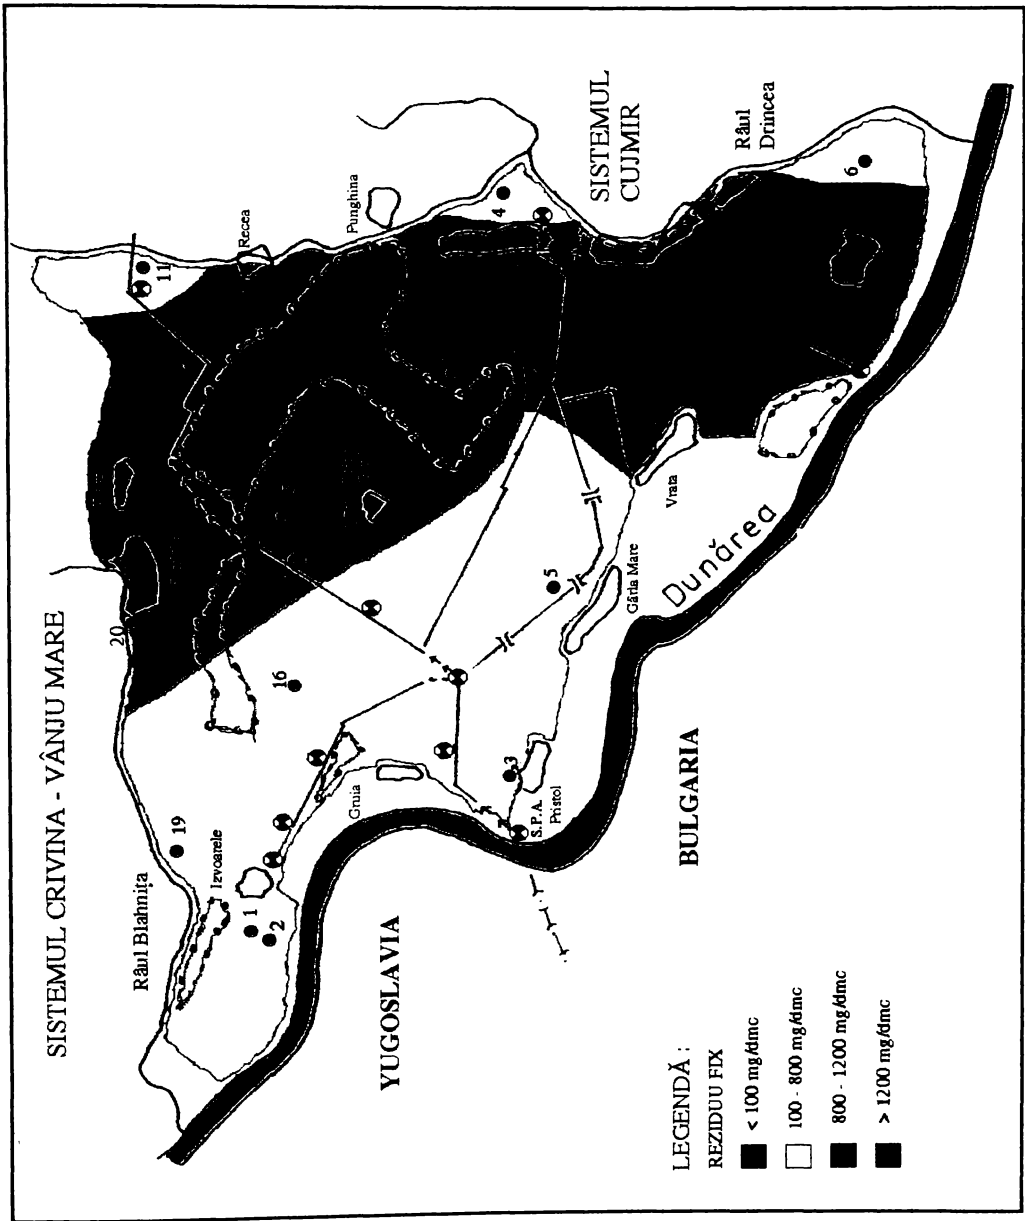 SISTEMUL CRIVINA - VÂNJU MARE
Râul Blahnița
19
Izvoarele
1
2
20
16
Gruia
11
Recea
Punghina
4
SISTEMUL
CUJMIR
Râul
Drincea
6
5
3
S.P.A.
Pristol
Gârla Mare
Vrata
Dunărea
YUGOSLAVIA
BULGARIA
LEGENDĂ :
REZIDUU FIX
< 100 mg/dmc
100 - 800 mg/dmc
800 - 1200 mg/dmc
> 1200 mg/dmc